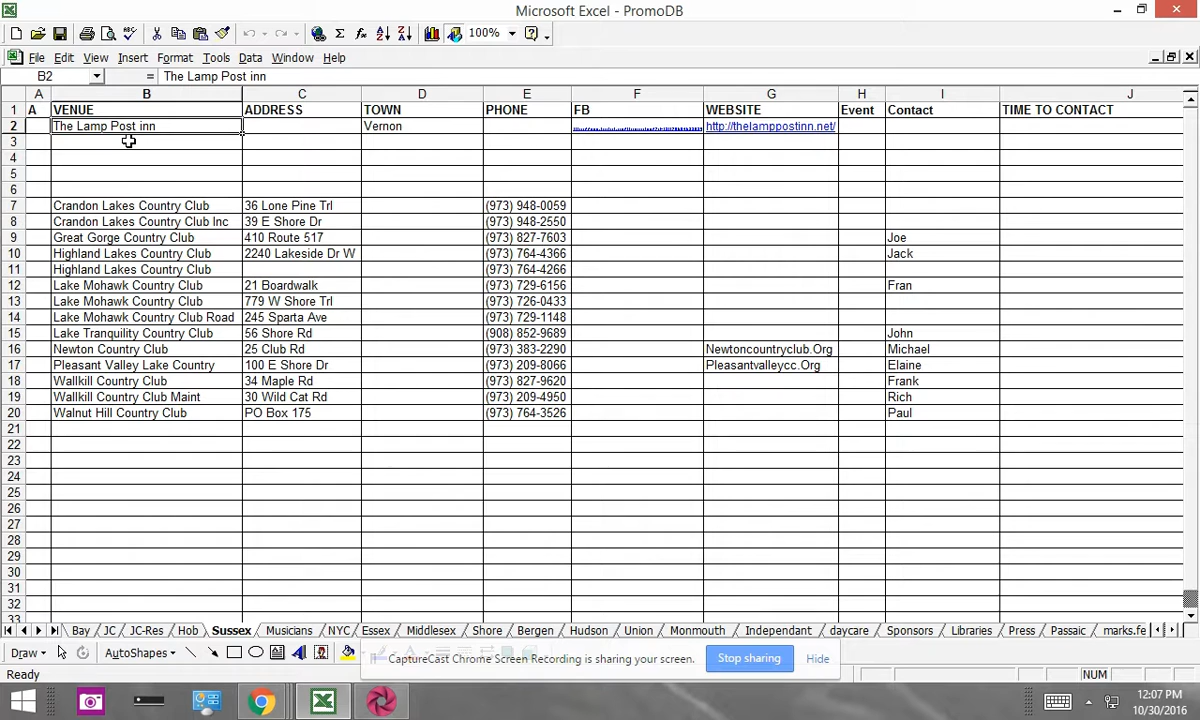 Microsoft Excel - PromoDB
100%
File Edit View Insert Format Tools Data Window Help
B2 = The Lamp Post inn
A B C D E F G H I J
1 A VENUE ADDRESS TOWN PHONE FB WEBSITE Event Contact TIME TO CONTACT
2 The Lamp Post inn Vernon http://thelamppostinn.net/
3
4
5
6
7 Crandon Lakes Country Club 36 Lone Pine Trl (973) 948-0059
8 Crandon Lakes Country Club Inc 39 E Shore Dr (973) 948-2550
9 Great Gorge Country Club 410 Route 517 (973) 827-7603 Joe
10 Highland Lakes Country Club 2240 Lakeside Dr W (973) 764-4366 Jack
11 Highland Lakes Country Club (973) 764-4266
12 Lake Mohawk Country Club 21 Boardwalk (973) 729-6156 Fran
13 Lake Mohawk Country Club 779 W Shore Trl (973) 726-0433
14 Lake Mohawk Country Club Road 245 Sparta Ave (973) 729-1148
15 Lake Tranquility Country Club 56 Shore Rd (908) 852-9689 John
16 Newton Country Club 25 Club Rd (973) 383-2290 Newtoncountryclub.Org Michael
17 Pleasant Valley Lake Country 100 E Shore Dr (973) 209-8066 Pleasantvalleycc.Org Elaine
18 Wallkill Country Club 34 Maple Rd (973) 827-9620 Frank
19 Wallkill Country Club Maint 30 Wild Cat Rd (973) 209-4950 Rich
20 Walnut Hill Country Club PO Box 175 (973) 764-3526 Paul
21
22
23
24
25
26
27
28
29
30
31
32
33
Bay JC JC-Res Hob Sussex Musicians NYC Essex Middlesex Shore Bergen Hudson Union Monmouth Independant daycare Sponsors Libraries Press Passaic marks.fe
Draw AutoShapes CaptureCast Chrome Screen Recording is sharing your screen. Stop sharing Hide
Ready NUM
12:07 PM
10/30/2016